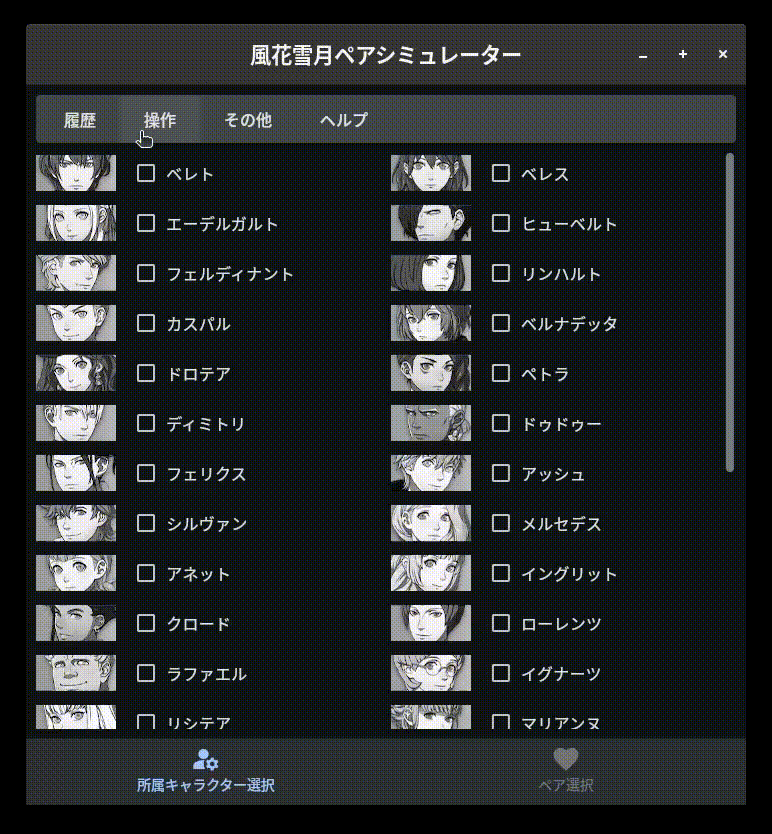 風花雪月ペアシミュレーター
履歴 操作 その他 ヘルプ
ベレト ベレス
エーデルガルト ヒューベルト
フェルディナント リンハルト
カスパル ベルナデッタ
ドロテア ペトラ
ディミトリ ドゥドゥー
フェリクス アッシュ
シルヴァン メルセデス
アネット イングリット
クロード ローレンツ
ラファエル イグナーツ
リシテア マリアンヌ
所属キャラクター選択 ペア選択